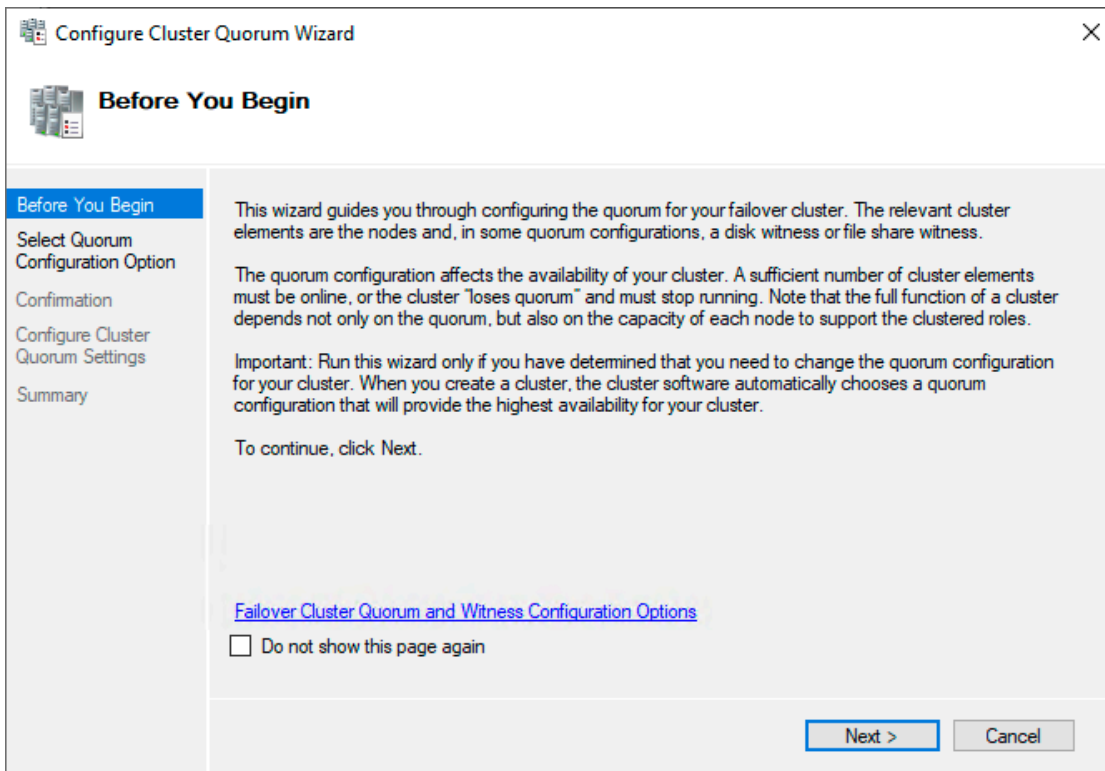 Configure Cluster Quorum Wizard
Before You Begin
Before You Begin
Select Quorum
Configuration Option
Confirmation
Configure Cluster
Quorum Settings
Summary
This wizard guides you through configuring the quorum for your failover cluster. The relevant cluster
elements are the nodes and, in some quorum configurations, a disk witness or file share witness.
The quorum configuration affects the availability of your cluster. A sufficient number of cluster elements
must be online, or the cluster "loses quorum" and must stop running. Note that the full function of a cluster
depends not only on the quorum, but also on the capacity of each node to support the clustered roles.
Important: Run this wizard only if you have determined that you need to change the quorum configuration
for your cluster. When you create a cluster, the cluster software automatically chooses a quorum
configuration that will provide the highest availability for your cluster.
To continue, click Next.
Failover Cluster Quorum and Witness Configuration Options
Do not show this page again
Next >
Cancel